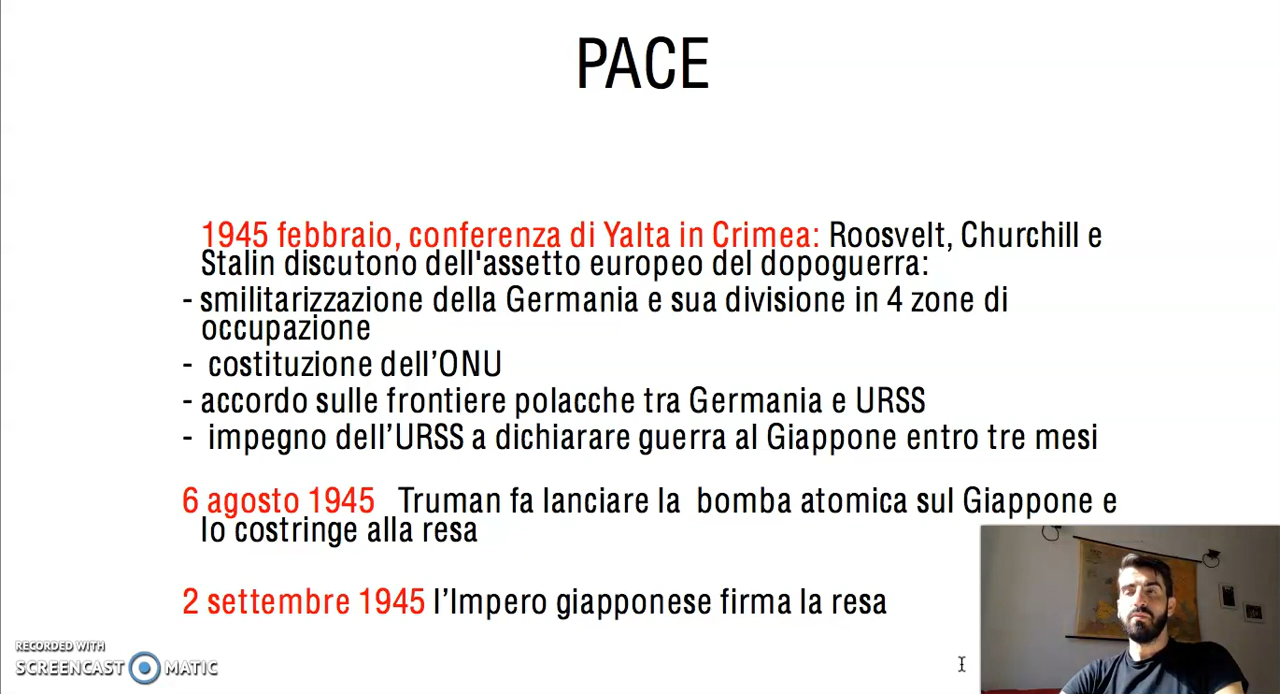 PACE
1945 febbraio, conferenza di Yalta in Crimea: Roosvelt, Churchill e
Stalin discutono dell'assetto europeo del dopoguerra:
- smilitarizzazione della Germania e sua divisione in 4 zone di
occupazione
- costituzione dell’ONU
- accordo sulle frontiere polacche tra Germania e URSS
- impegno dell’URSS a dichiarare guerra al Giappone entro tre mesi
6 agosto 1945 Truman fa lanciare la bomba atomica sul Giappone e
lo costringe alla resa
2 settembre 1945 l’Impero giapponese firma la resa
RECORDED WITH
SCREENCAST MATIC